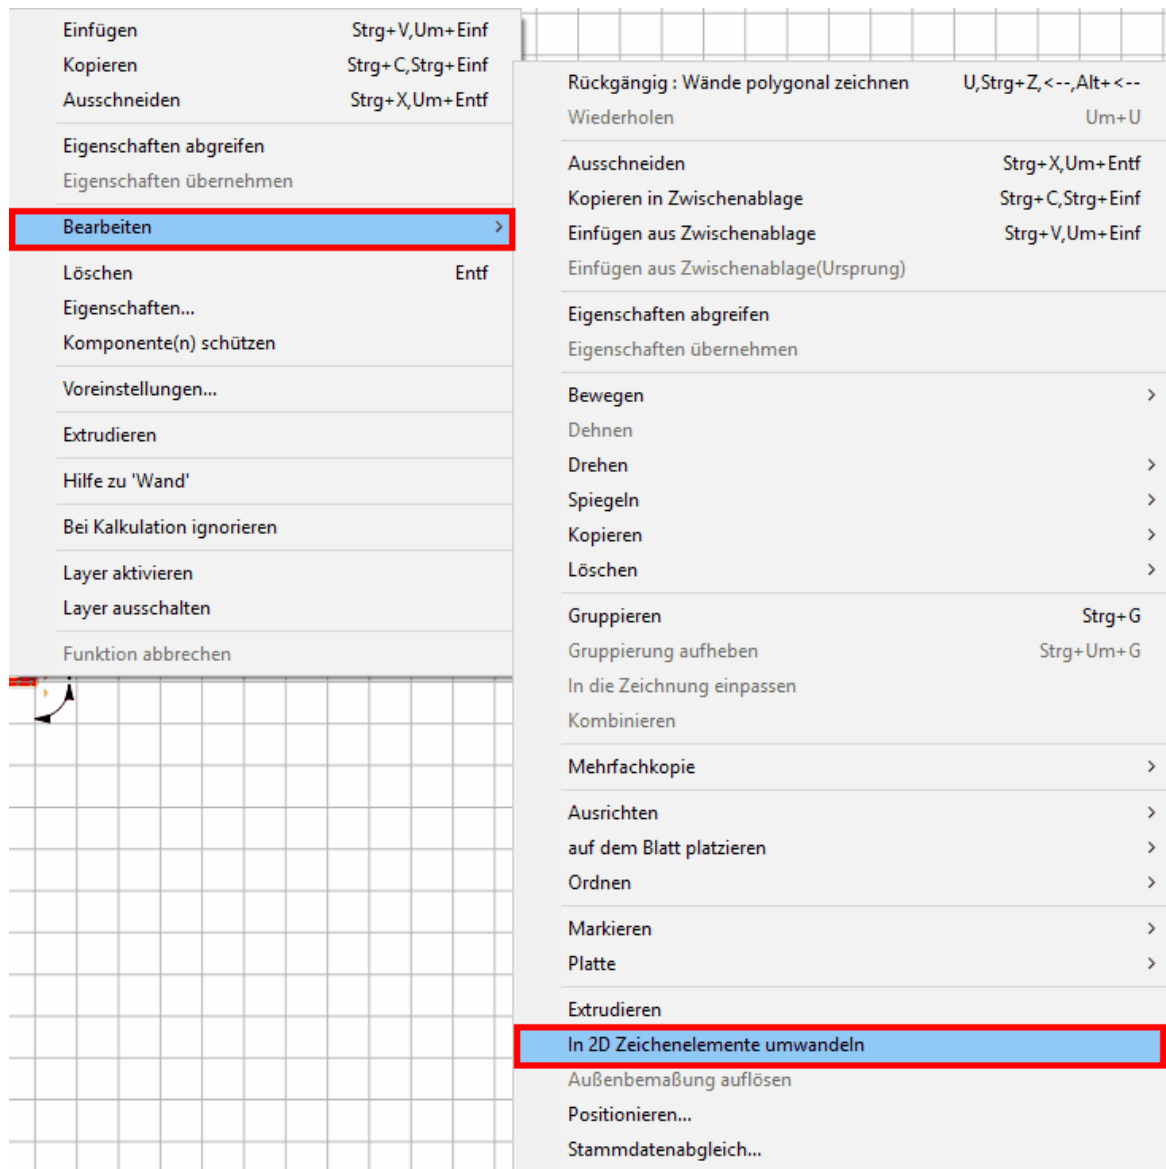 Einfügen Strg+V,Um+Einf
Kopieren Strg+C,Strg+Einf
Ausschneiden Strg+X,Um+Entf
Eigenschaften abgreifen
Eigenschaften übernehmen
Bearbeiten >
Löschen Entf
Eigenschaften...
Komponente(n) schützen
Voreinstellungen...
Extrudieren
Hilfe zu 'Wand'
Bei Kalkulation ignorieren
Layer aktivieren
Layer ausschalten
Funktion abbrechen
Rückgängig : Wände polygonal zeichnen U,Strg+Z,<--,Alt+<--
Wiederholen Um+U
Ausschneiden Strg+X,Um+Entf
Kopieren in Zwischenablage Strg+C,Strg+Einf
Einfügen aus Zwischenablage Strg+V,Um+Einf
Einfügen aus Zwischenablage(Ursprung)
Eigenschaften abgreifen
Eigenschaften übernehmen
Bewegen >
Dehnen
Drehen >
Spiegeln >
Kopieren >
Löschen >
Gruppieren Strg+G
Gruppierung aufheben Strg+Um+G
In die Zeichnung einpassen
Kombinieren
Mehrfachkopie >
Ausrichten >
auf dem Blatt platzieren >
Ordnen >
Markieren >
Platte >
Extrudieren
In 2D Zeichenelemente umwandeln
Außenbemaßung auflösen
Positionieren...
Stammdatenabgleich...